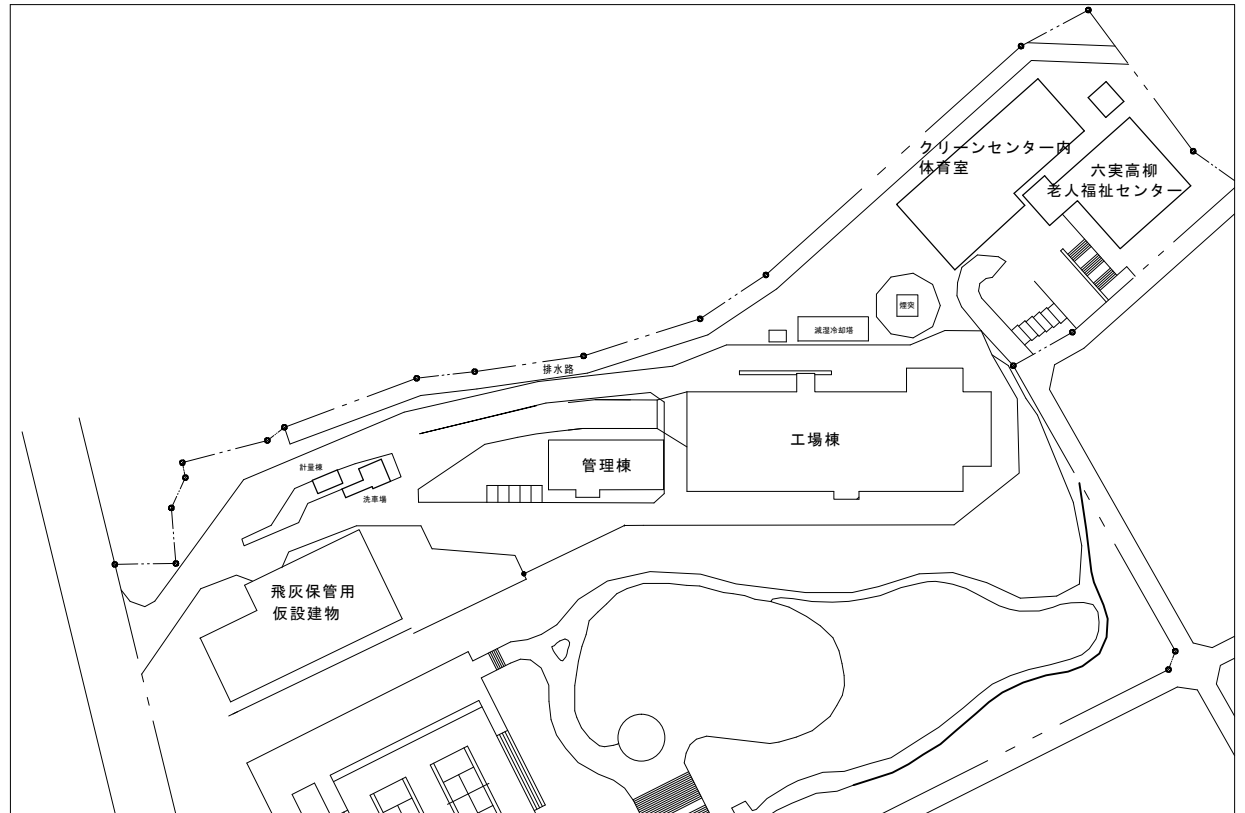 クリーンセンター内
体育室
六実高柳
老人福祉センター
煙突
減湿冷却塔
排水路
工場棟
管理棟
計量棟
洗車場
飛灰保管用
仮設建物